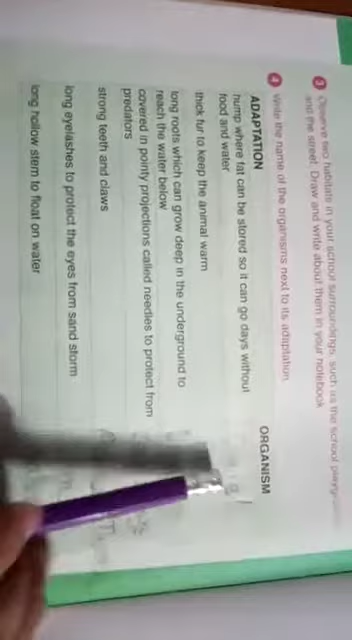 3 Observe two habitats in your school surroundings, such as the school
and the street. Draw and write about them in your notebook.
4 Write the name of the organisms next to its adaptation.
ADAPTATION ORGANISM
hump where fat can be stored so it can go days without
food and water
thick fur to keep the animal warm
long roots which can grow deep in the underground to
reach the water below
covered in pointy projections called needles to protect from
predators
strong teeth and claws
long eyelashes to protect the eyes from sand storm
long hollow stem to float on water